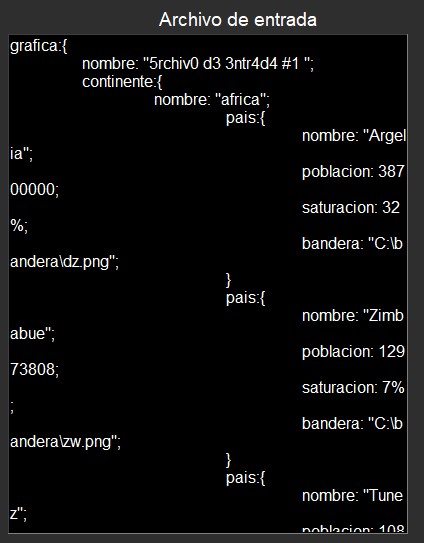 Archivo de entrada
grafica:{
nombre: "5rchiv0 d3 3ntr4d4 #1 ";
continente:{
nombre: "africa";
pais:{
nombre: "Argel
ia";
poblacion: 387
00000;
saturacion: 32
%;
bandera: "C:\b
andera\dz.png";
}
pais:{
nombre: "Zimb
abue";
poblacion: 129
73808;
saturacion: 7%
;
bandera: "C:\b
andera\zw.png";
}
pais:{
nombre: "Tune
z";
poblacion: 108